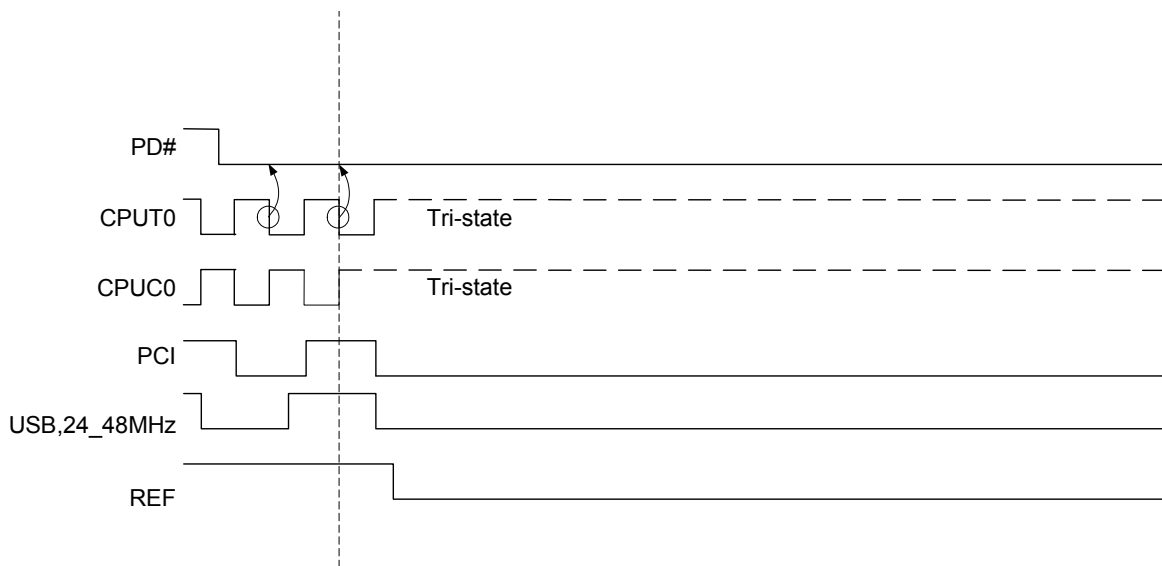 PD#
CPUT0
Tri-state
CPUC0
Tri-state
PCI
USB,24_48MHz
REF